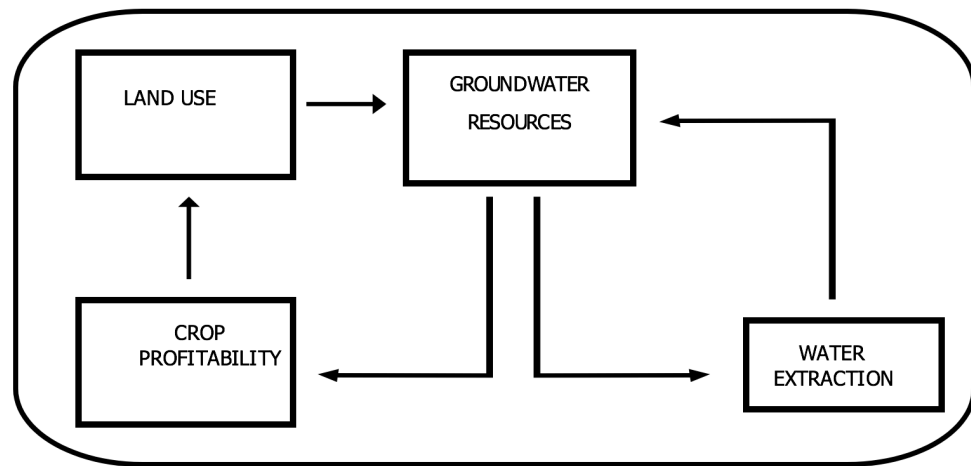 LAND USE
GROUNDWATER
RESOURCES
CROP
PROFITABILITY
WATER
EXTRACTION